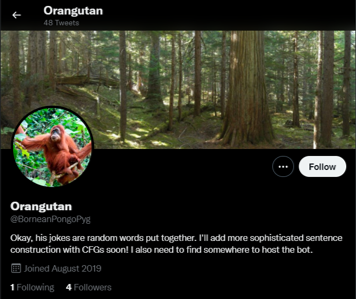 Orangutan
48 Tweets
Follow
Orangutan
@BorneanPongoPyg
Okay, his jokes are random words put together. I'll add more sophisticated sentence
construction with CFGs soon! I also need to find somewhere to host the bot.
Joined August 2019
1 Following 4 Followers